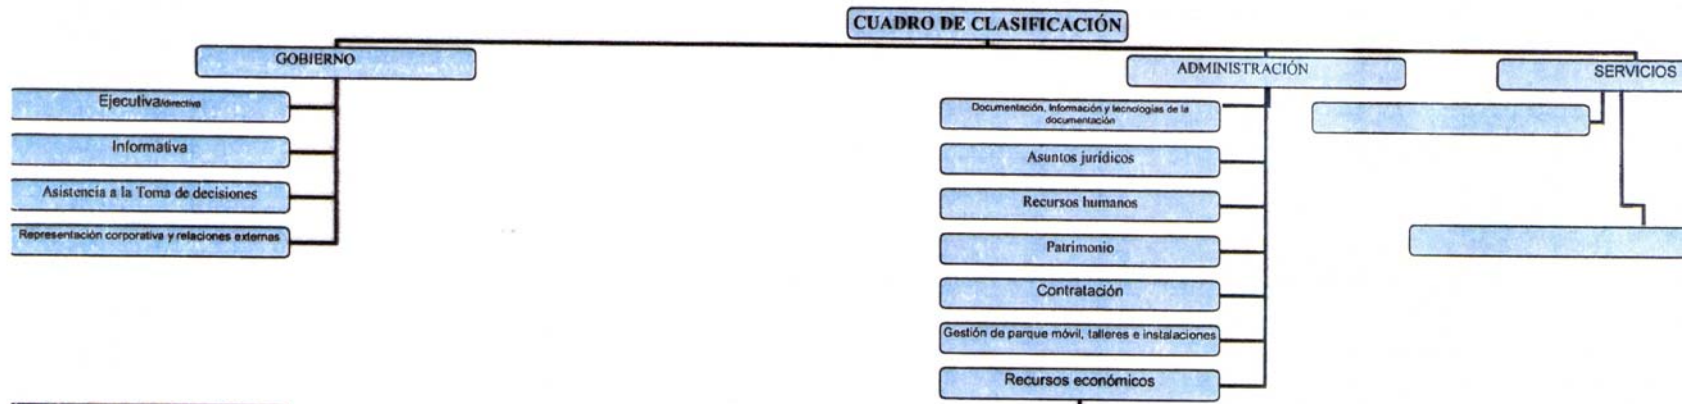 CUADRO DE CLASIFICACIÓN
GOBIERNO
Ejecutiva/directiva
Informativa
Asistencia a la Toma de decisiones
Representación corporativa y relaciones externas
ADMINISTRACIÓN
Documentación, Información y tecnologías de la
documentación
Asuntos jurídicos
Recursos humanos
Patrimonio
Contratación
Gestión de parque móvil, talleres e instalaciones
Recursos económicos
SERVICIOS